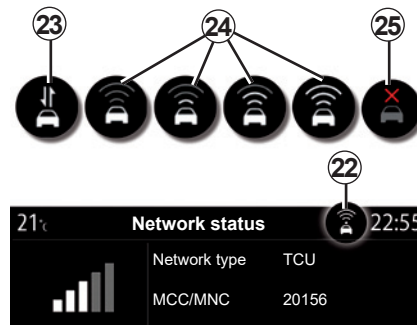 23
24
25
22
21°c
Network status
22:55
Network type TCU
MCC/MNC 20156